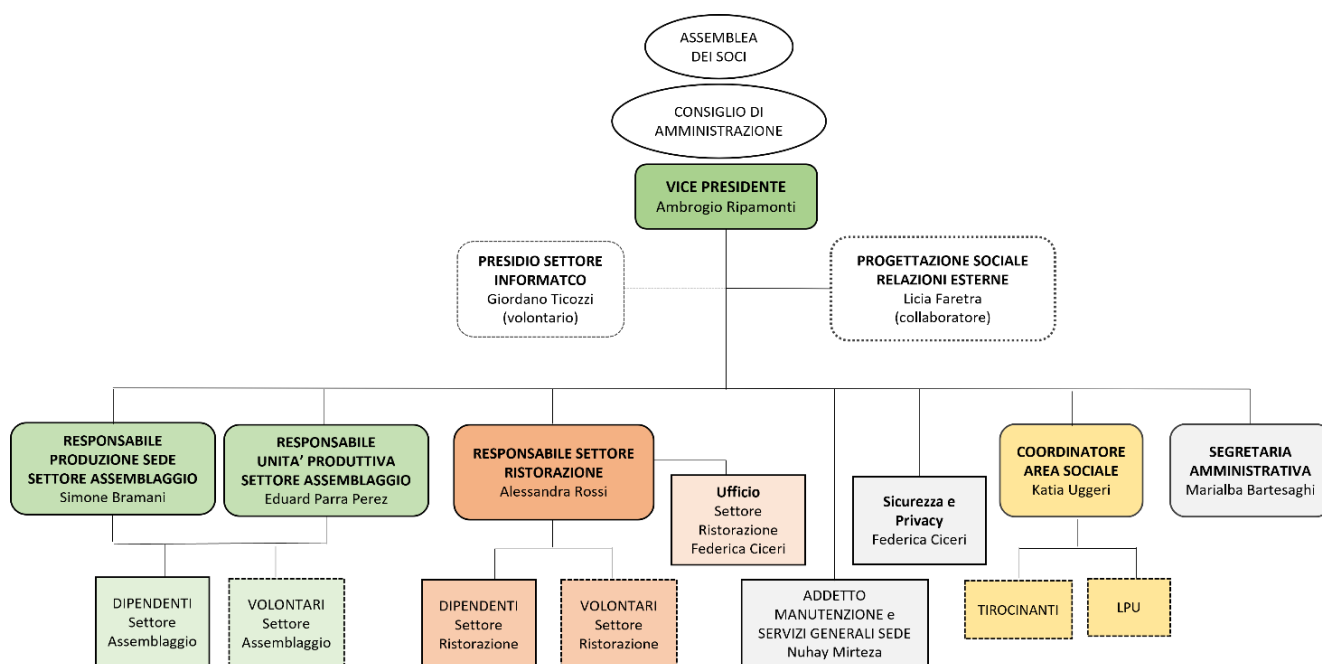 ASSEMBLEA
DEI SOCI
CONSIGLIO DI
AMMINISTRAZIONE
VICE PRESIDENTE
Ambrogio Ripamonti
PRESIDIO SETTORE
INFORMATCO
Giordano Ticozzi
(volontario)
PROGETTAZIONE SOCIALE
RELAZIONI ESTERNE
Licia Faretra
(collaboratore)
RESPONSABILE
PRODUZIONE SEDE
SETTORE ASSEMBLAGGIO
Simone Bramani
RESPONSABILE
UNITA’ PRODUTTIVA
SETTORE ASSEMBLAGGIO
Eduard Parra Perez
RESPONSABILE SETTORE
RISTORAZIONE
Alessandra Rossi
Ufficio
Settore
Ristorazione
Federica Ciceri
Sicurezza e
Privacy
Federica Ciceri
COORDINATORE
AREA SOCIALE
Katia Uggeri
SEGRETARIA
AMMINISTRATIVA
Marialba Bartesaghi
DIPENDENTI
Settore
Assemblaggio
VOLONTARI
Settore
Assemblaggio
DIPENDENTI
Settore
Ristorazione
VOLONTARI
Settore
Ristorazione
ADDETTO
MANUTENZIONE e
SERVIZI GENERALI SEDE
Nuhay Mirteza
TIROCINANTI
LPU